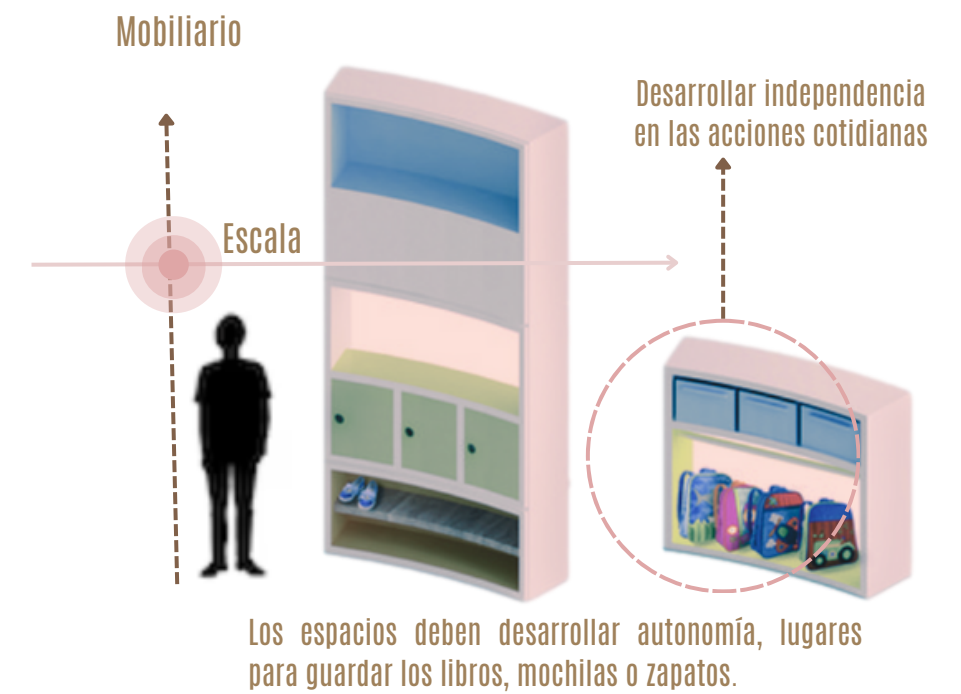 Mobiliario
Desarrollar independencia
en las acciones cotidianas
Escala
Los espacios deben desarrollar autonomía, lugares
para guardar los libros, mochilas o zapatos.